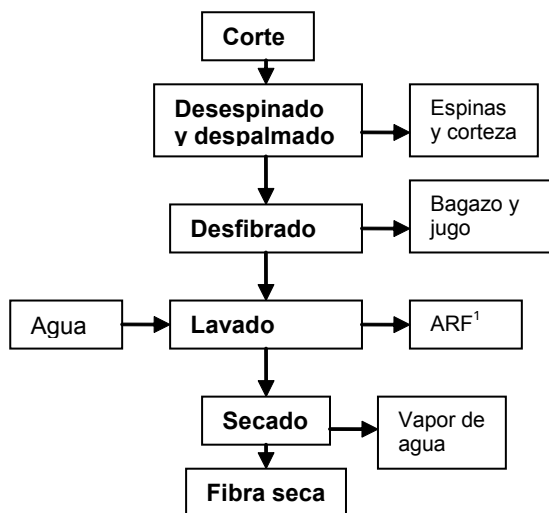 Corte
Desespinado
y despalmado
Espinas
y corteza
Desfibrado
Bagazo y
jugo
Agua
Lavado
ARF¹
Secado
Vapor de
agua
Fibra seca